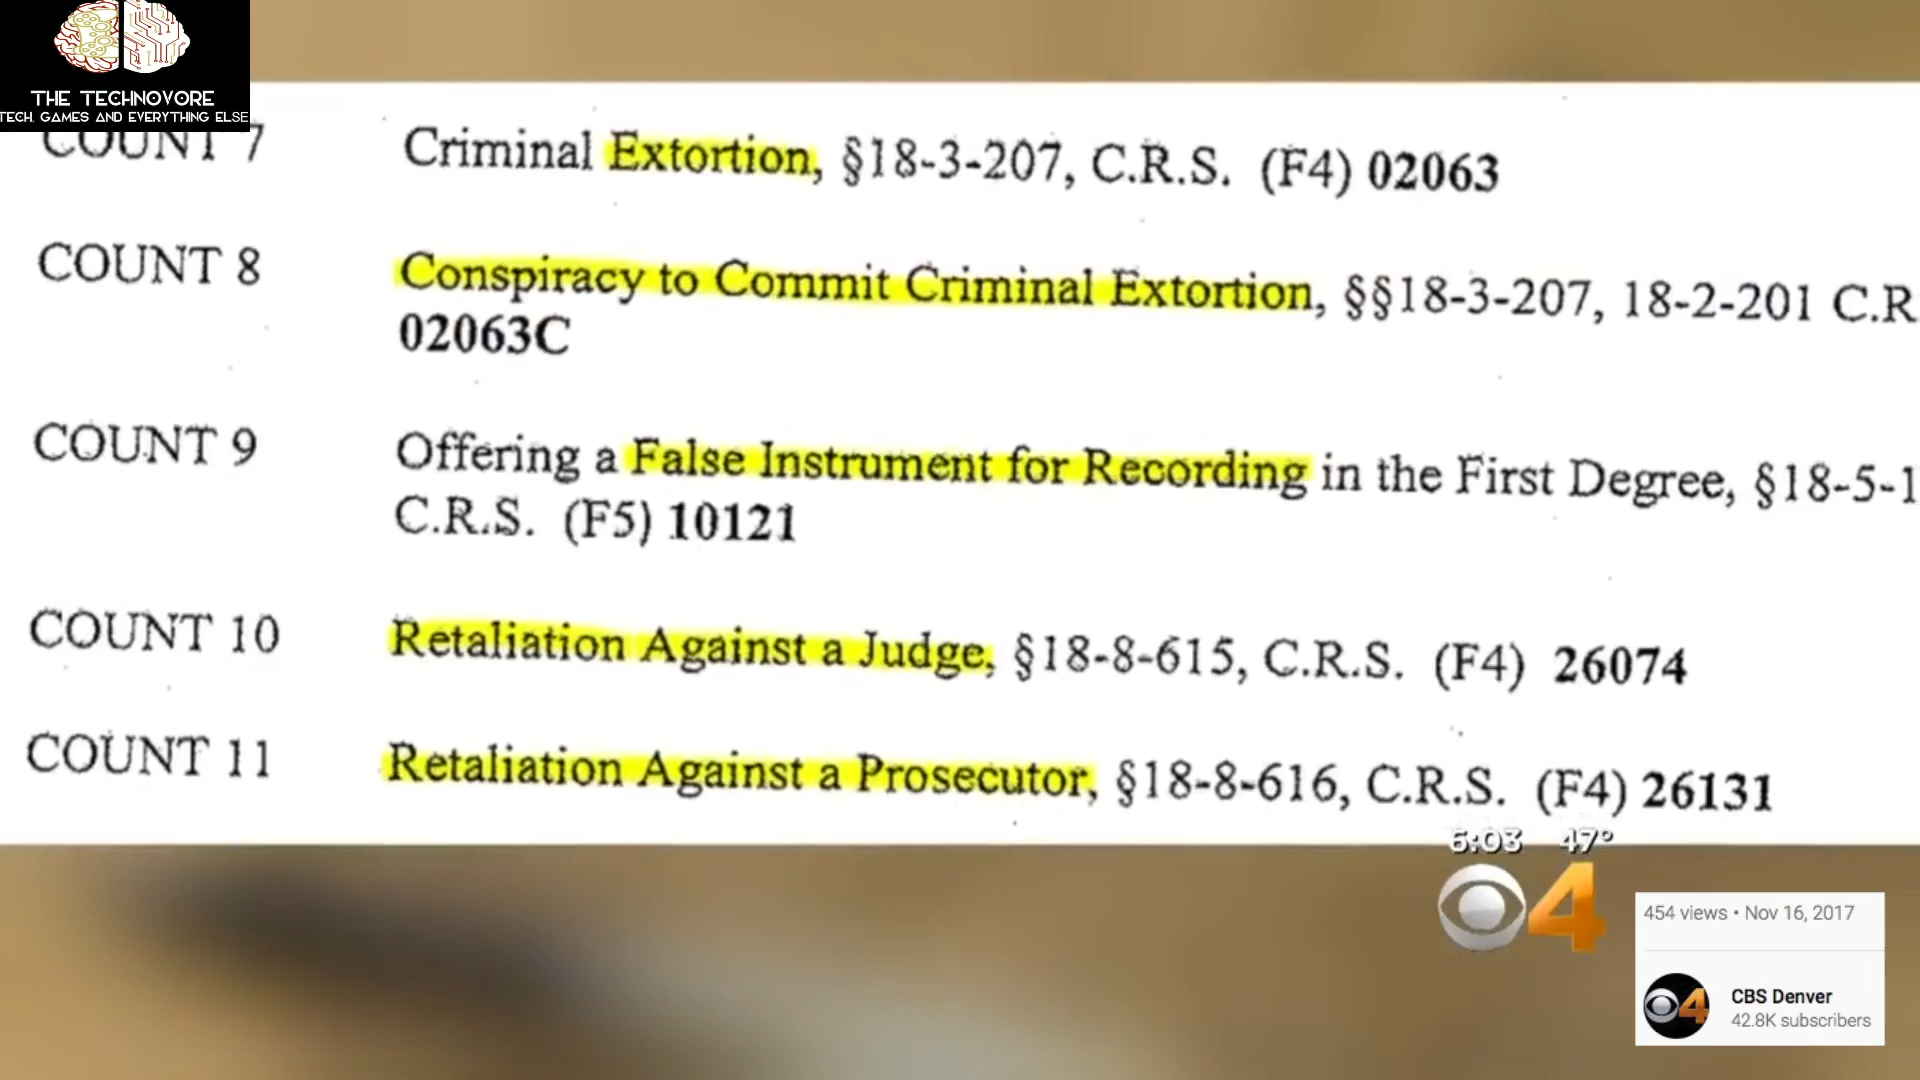 THE TECHNOVORE
TECH, GAMES AND EVERYTHING ELSE
COUNT 7 Criminal Extortion, §18-3-207, C.R.S. (F4) 02063
COUNT 8 Conspiracy to Commit Criminal Extortion, §§18-3-207, 18-2-201 C.R
02063C
COUNT 9 Offering a False Instrument for Recording in the First Degree, §18-5-1
C.R.S. (F5) 10121
COUNT 10 Retaliation Against a Judge, §18-8-615, C.R.S. (F4) 26074
COUNT 11 Retaliation Against a Prosecutor, §18-8-616, C.R.S. (F4) 26131
6:03 47°
4
454 views • Nov 16, 2017
4
CBS Denver
42.8K subscribers